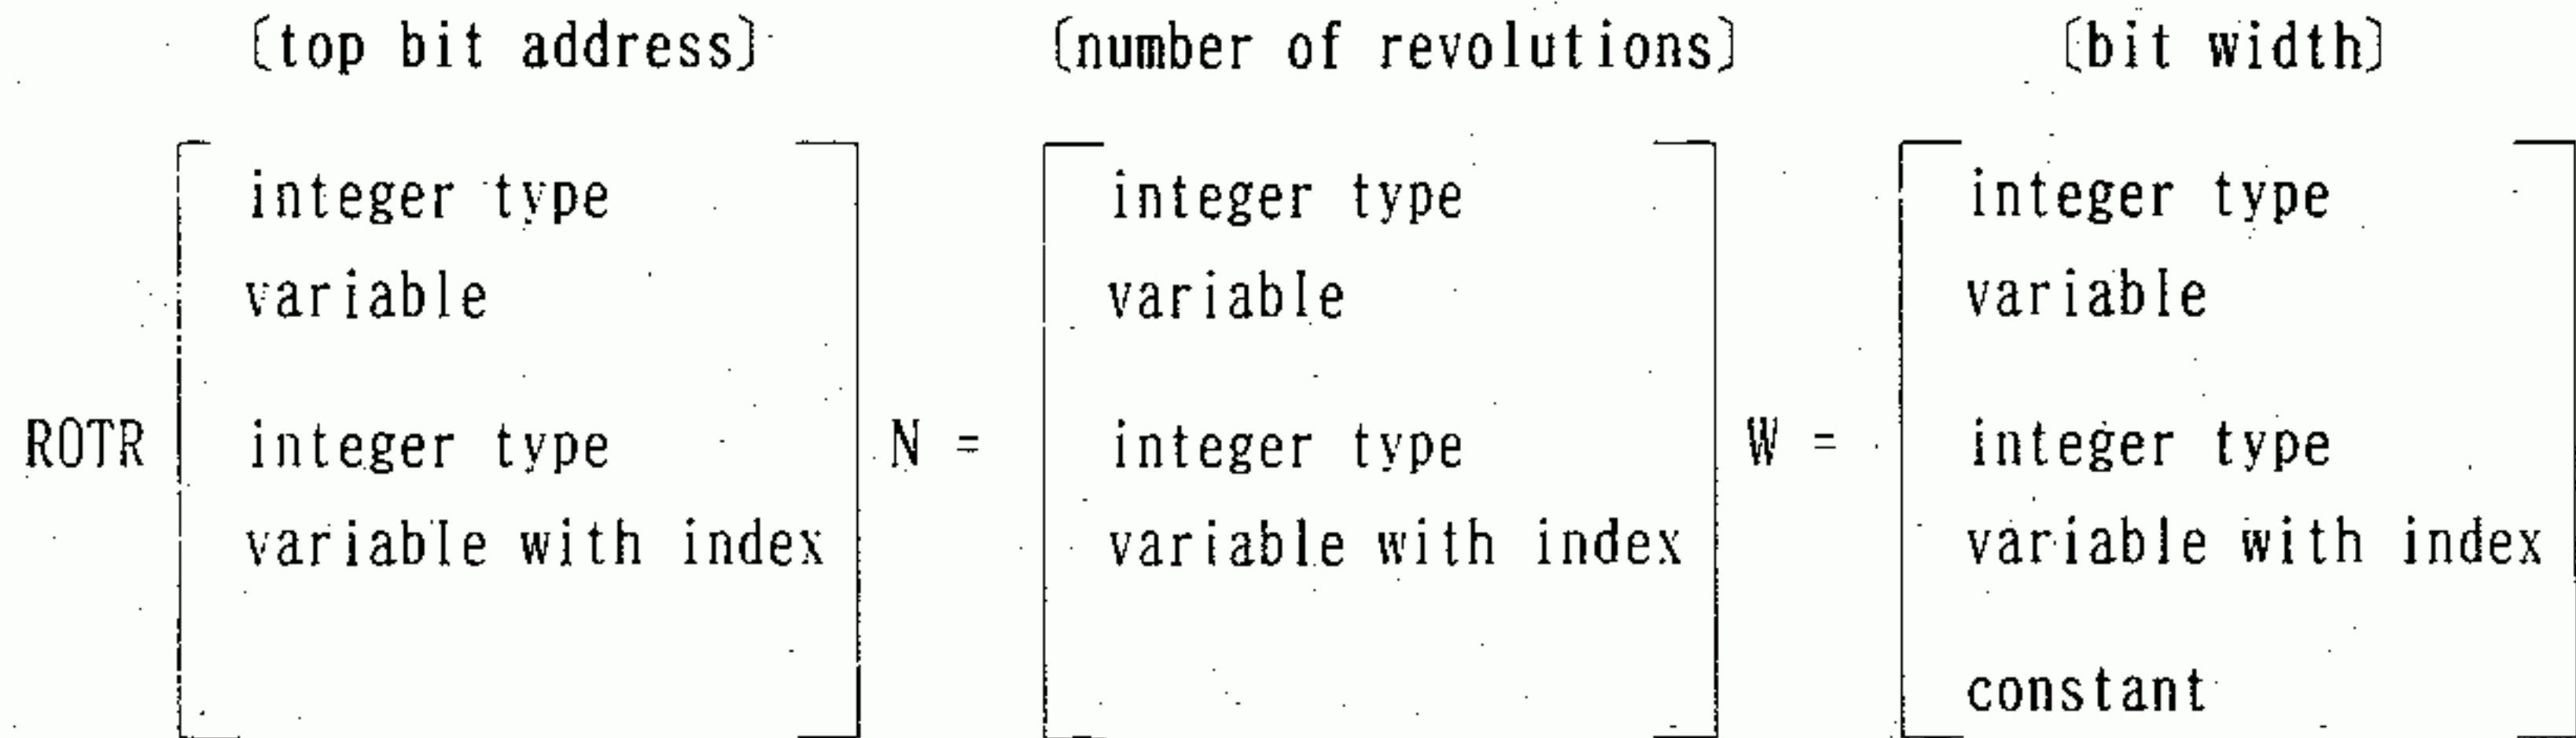 〔top bit address〕 〔number of revolutions〕 〔bit width〕
integer type integer type integer type
variable variable variable
ROTR integer type N = integer type W = integer type
variable with index variable with index variable with index
constant